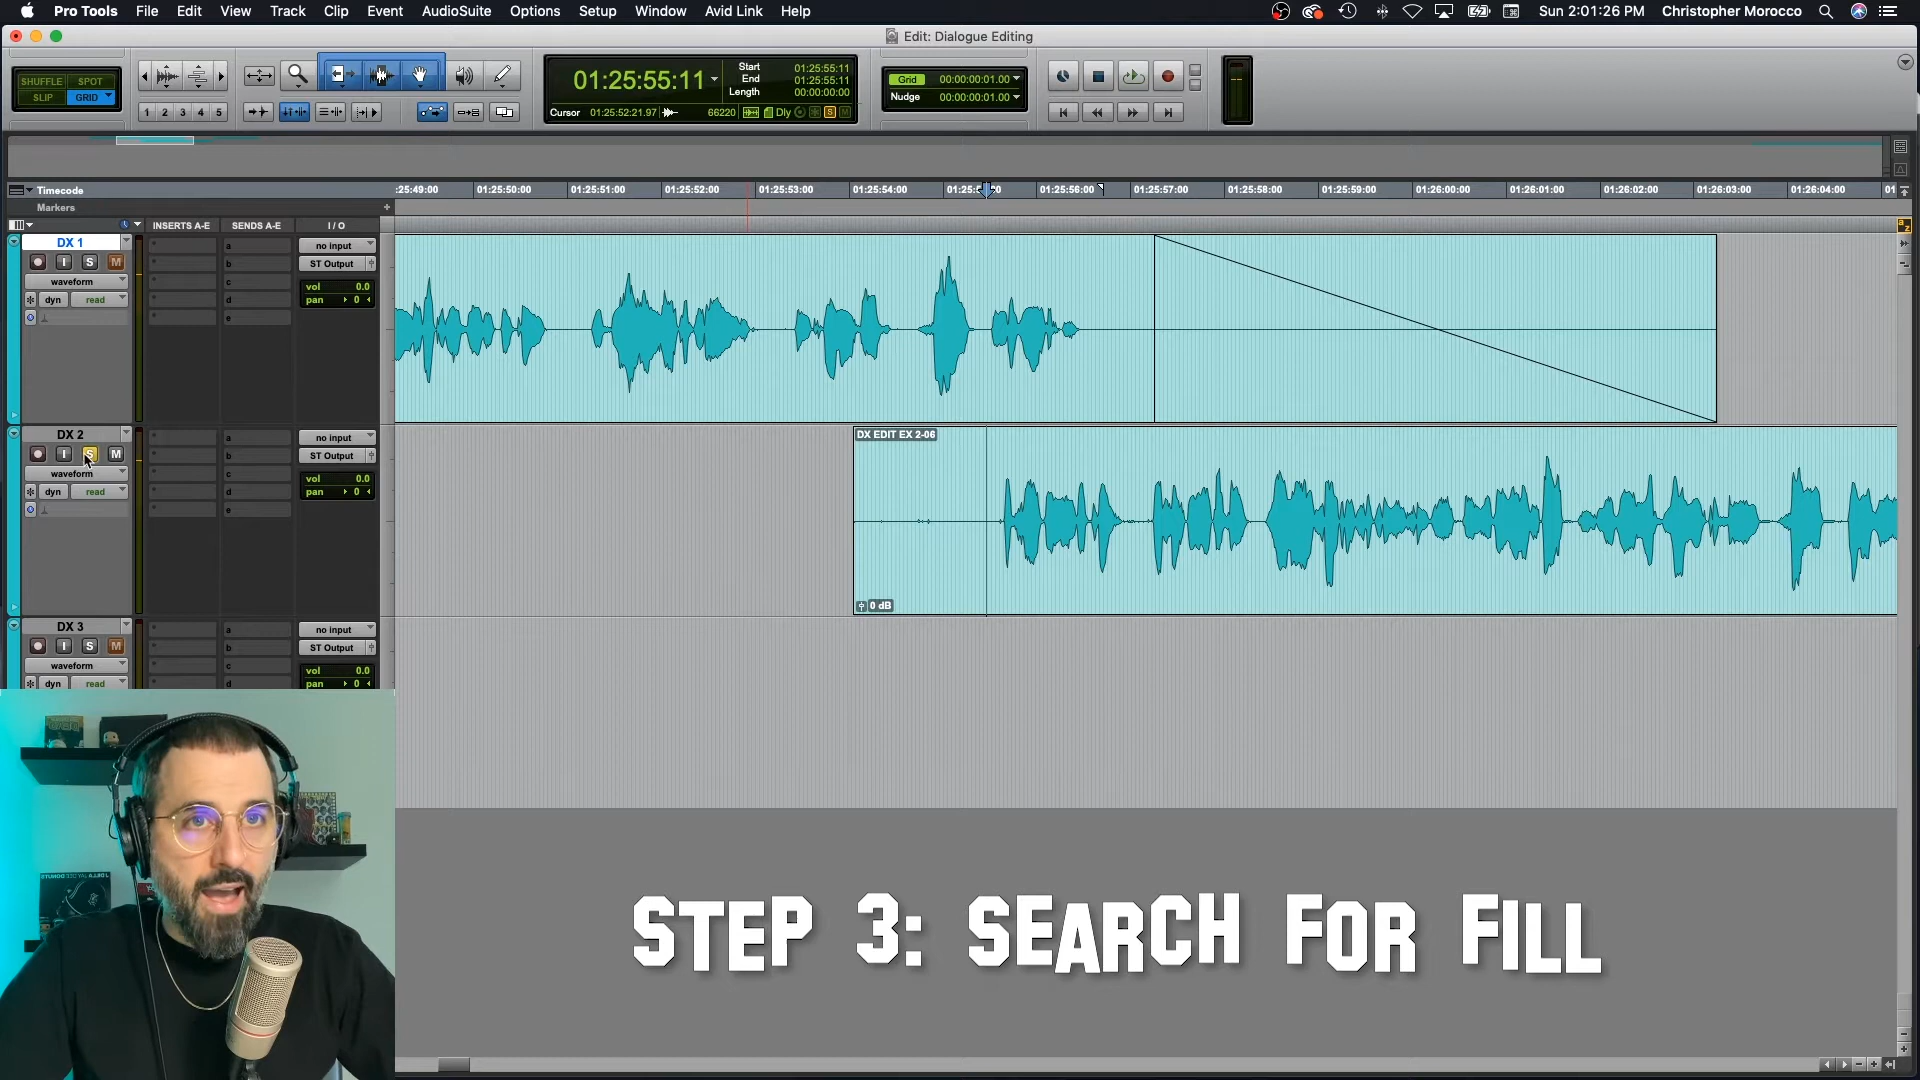 Pro Tools File Edit View Track Clip Event AudioSuite Options Setup Window Avid Link Help Sun 2:01:26 PM Christopher Morocco
Edit: Dialogue Editing
SHUFFLE SPOT
SLIP GRID
1 2 3 4 5
01:25:55:11
Start 01:25:55:11
End 01:25:55:11
Length 00:00:00:00
Cursor 01:25:52:21.97 66220 Dly S M
Grid 00:00:00:01.00
Nudge 00:00:00:01.00
Timecode :25:49:00 01:25:50:00 01:25:51:00 01:25:52:00 01:25:53:00 01:25:54:00 01:25:56:00 01:25:57:00 01:25:58:00 01:25:59:00 01:26:00:00 01:26:01:00 01:26:02:00 01:26:03:00 01:26:04:00 01
Markers +
INSERTS A-E SENDS A-E I / O
a z
DX 1 a no input
I S M b ST Output
waveform c vol 0.0
dyn read d pan 0
e
DX 2 a no input
I S M b ST Output
waveform c vol 0.0
dyn read d pan 0
e
DX EDIT EX 2-06
0 dB
DX 3 a no input
I S M b ST Output
waveform c vol 0.0
dyn read d pan 0
STEP 3: SEARCH FOR FILL